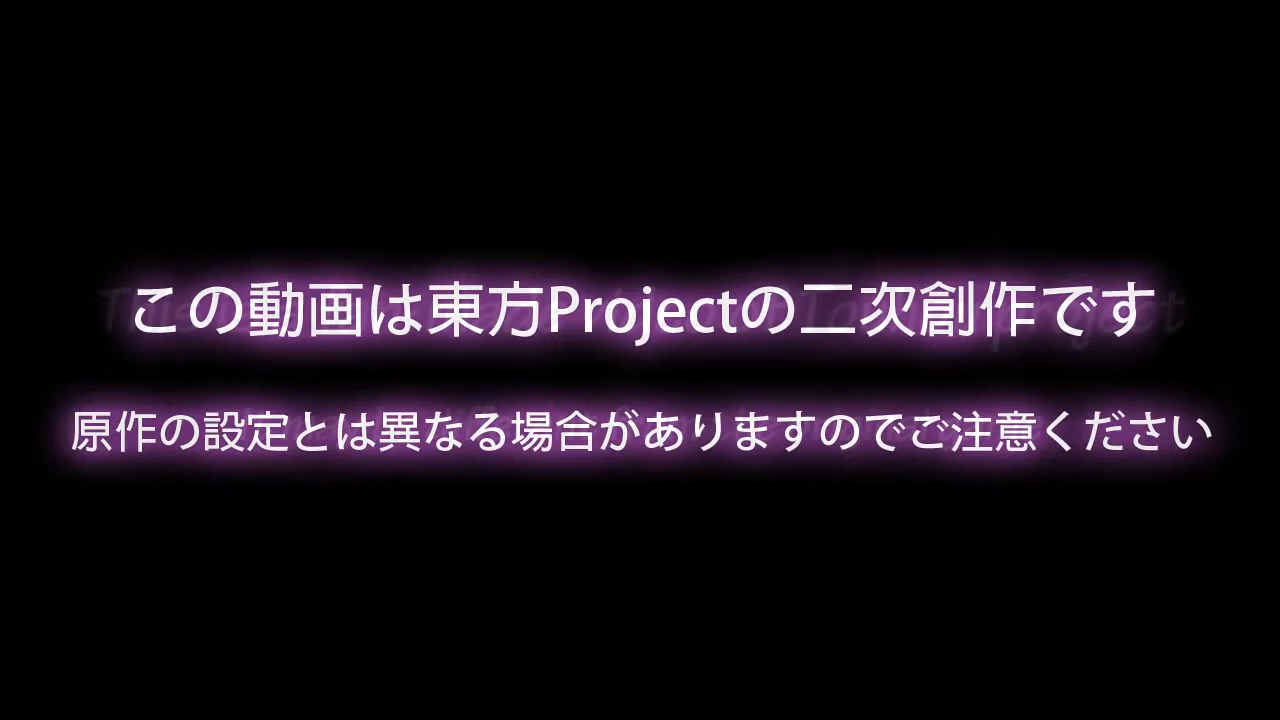 この動画は東方Projectの二次創作です
原作の設定とは異なる場合がありますのでご注意ください